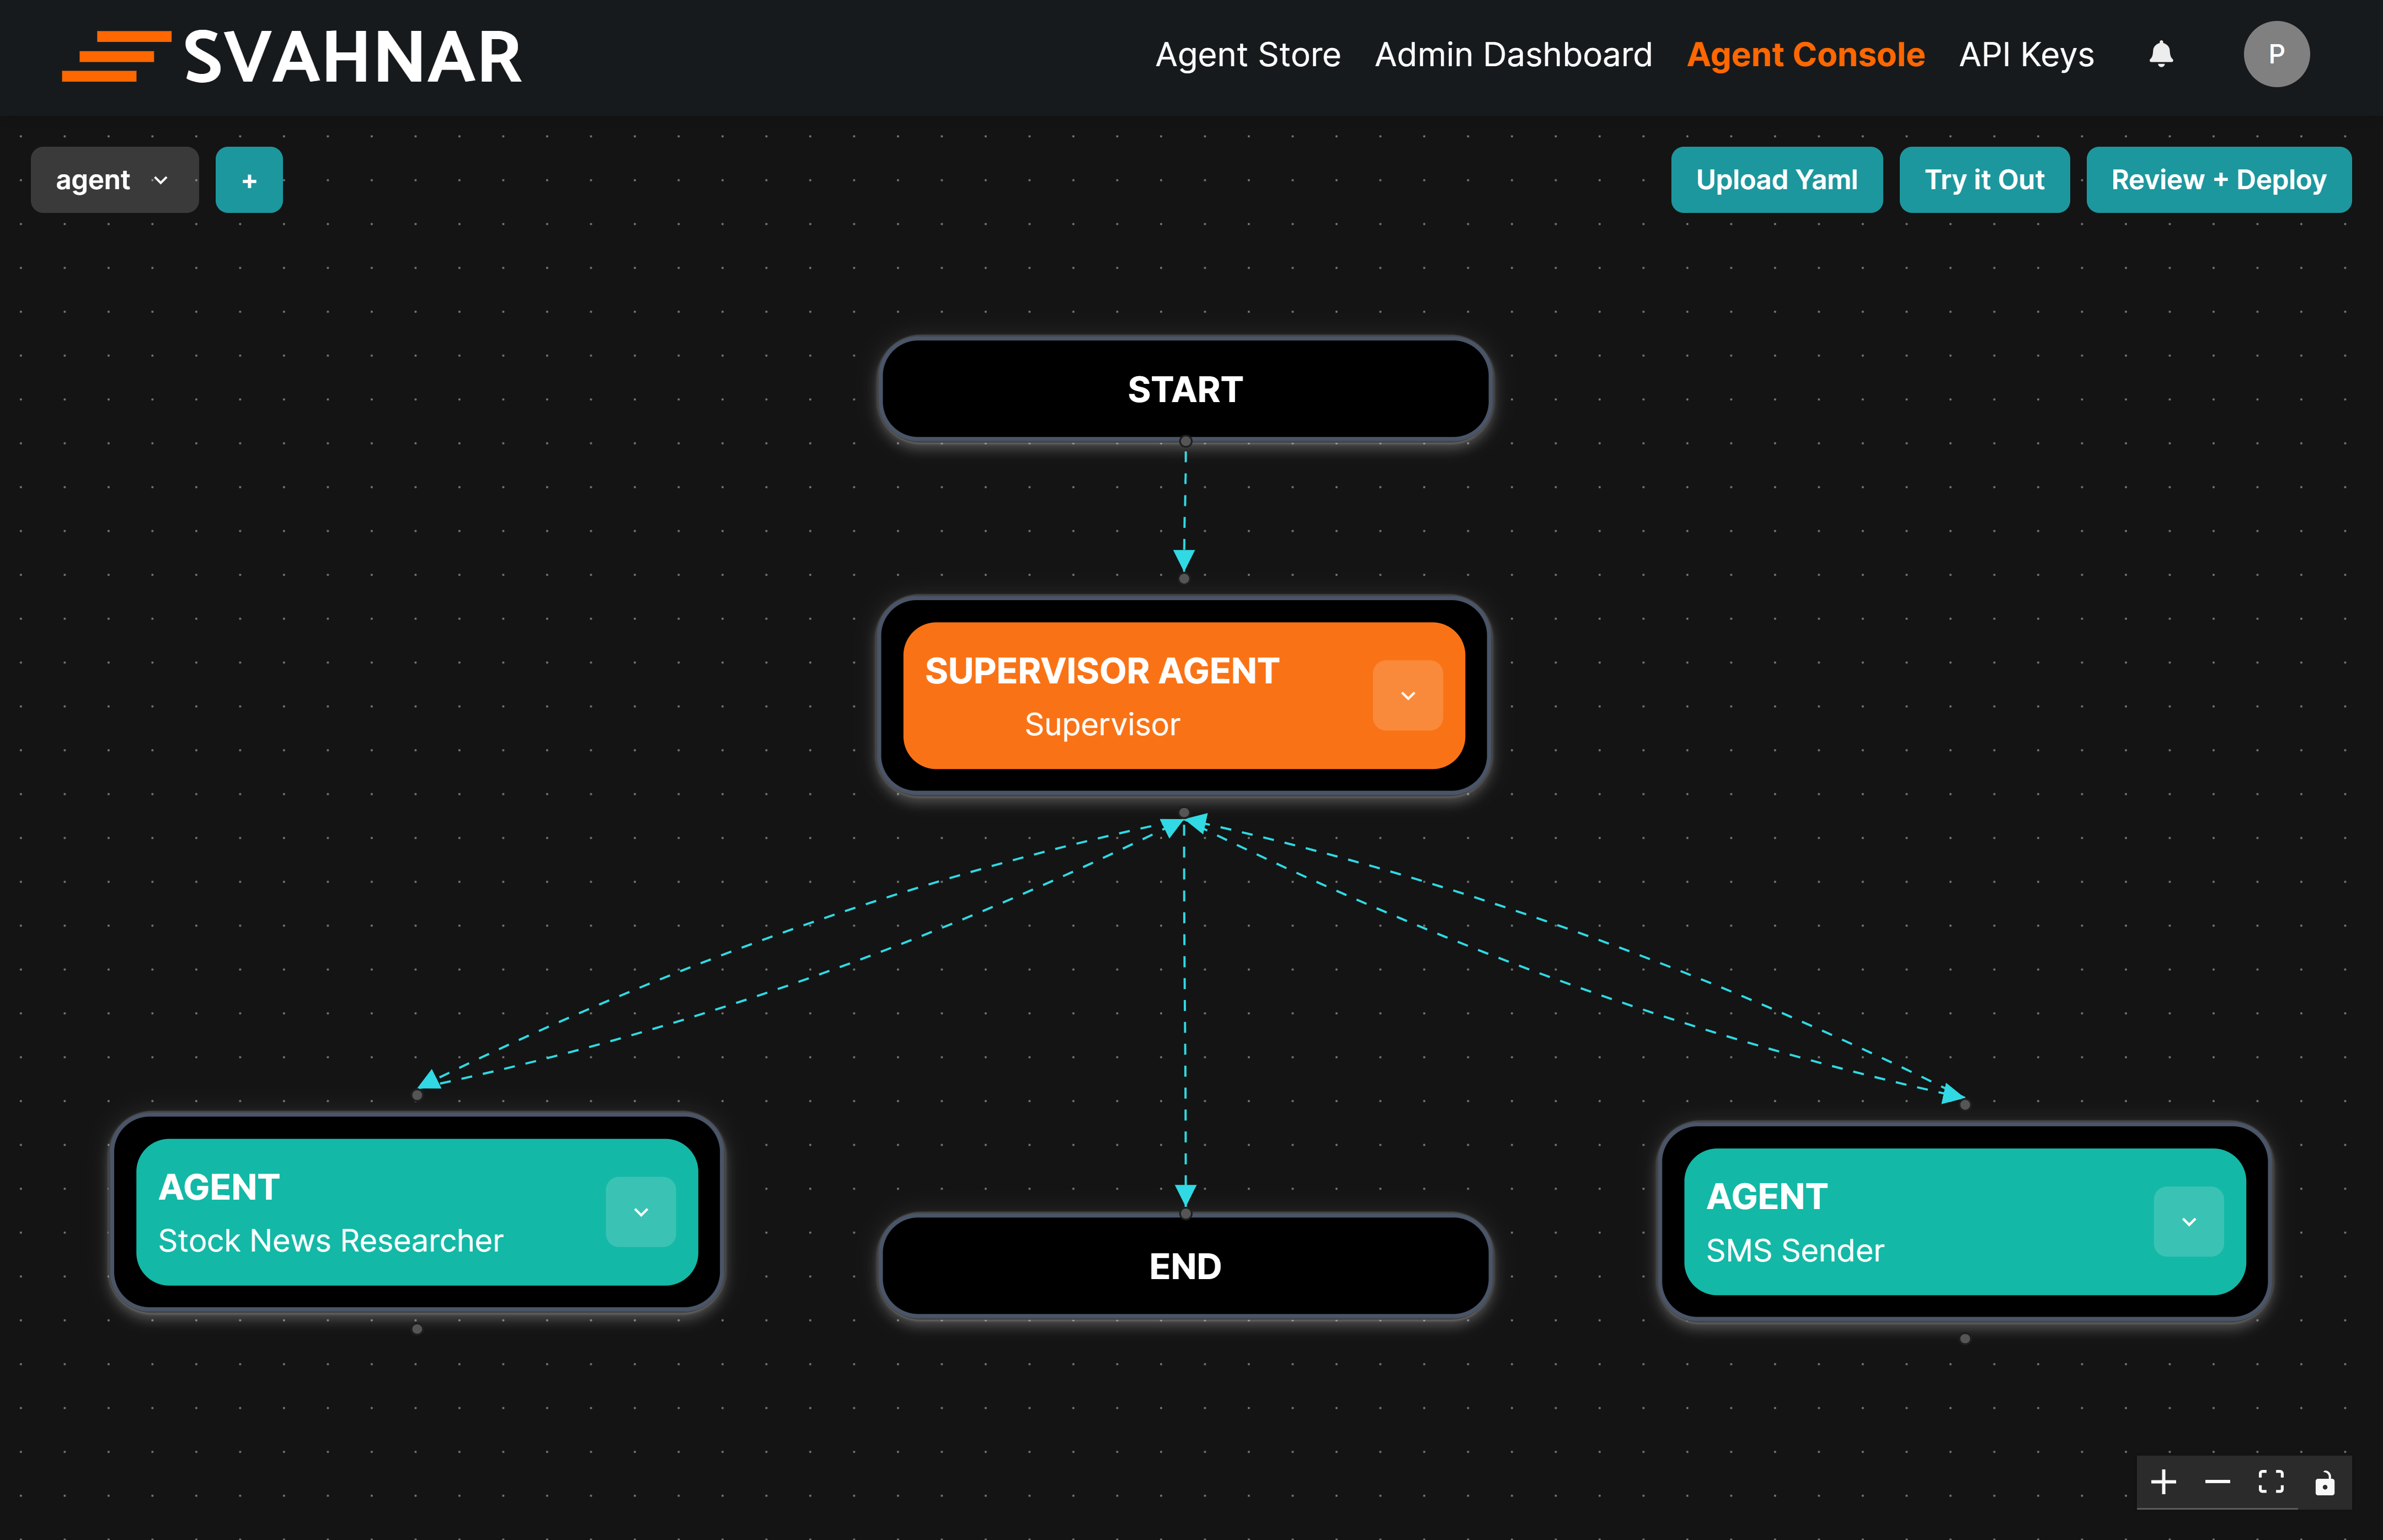 SVAHNAR
Agent Store Admin Dashboard Agent Console API Keys P
agent +
Upload Yaml Try it Out Review + Deploy
START
SUPERVISOR AGENT
Supervisor
AGENT
Stock News Researcher
END
AGENT
SMS Sender